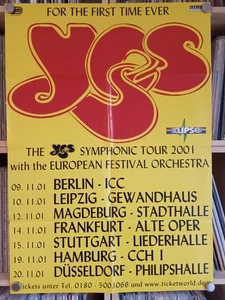 FOR THE FIRST TIME EVER
Yes
CLIPS
THE Yes SYMPHONIC TOUR 2001
with the EUROPEAN FESTIVAL ORCHESTRA
09.11.01 BERLIN - ICC
10.11.01 LEIPZIG - GEWANDHAUS
12.11.01 MAGDEBURG - STADTHALLE
14.11.01 FRANKFURT - ALTE OPER
15.11.01 STUTTGART - LIEDERHALLE
19.11.01 HAMBURG - CCH 1
20.11.01 DÜSSELDORF - PHILIPSHALLE
Tickets unter Tel. 0180 - 5003066 und www.ticketworld.de